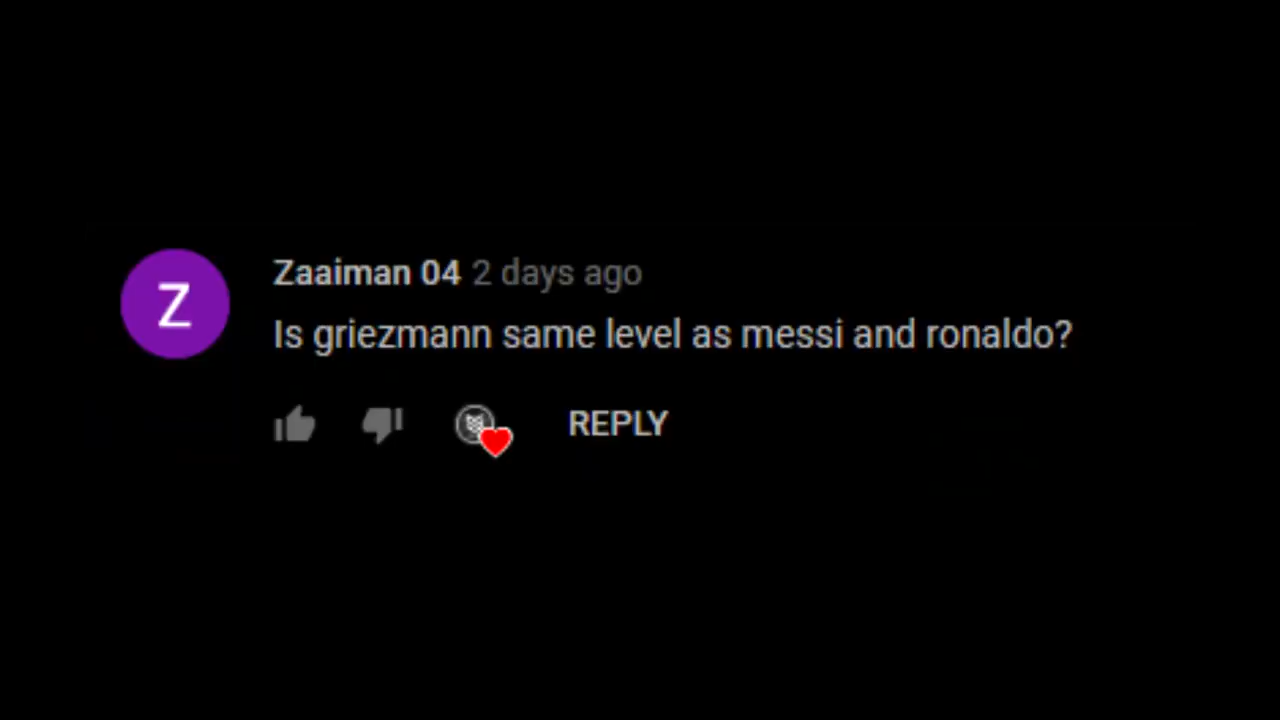 Z
Zaaiman 04 2 days ago
Is griezmann same level as messi and ronaldo?
REPLY